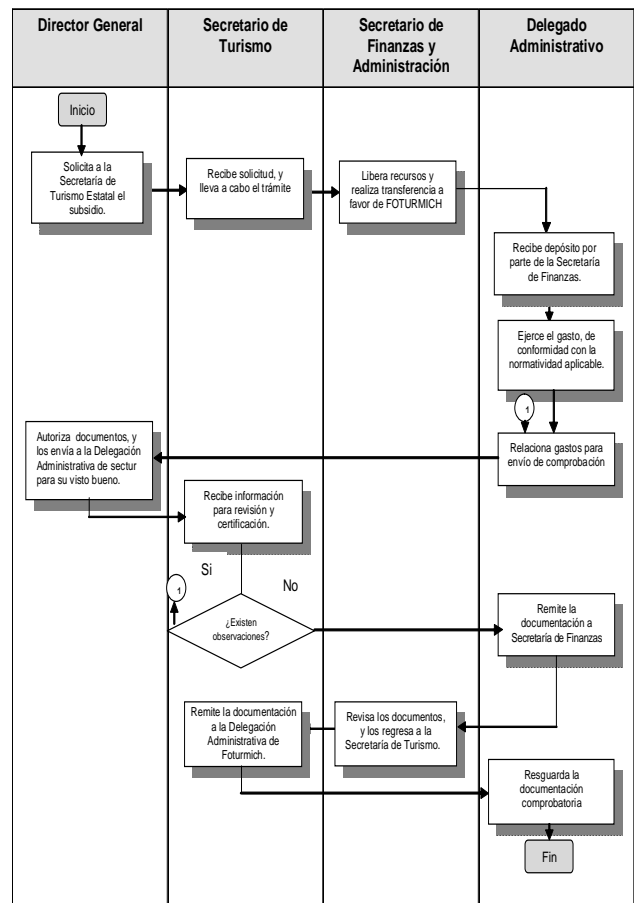 Director General
Secretario de
Turismo
Secretario de
Finanzas y
Administración
Delegado
Administrativo
Inicio
Solicita a la
Secretaría de
Turismo Estatal el
subsidio.
Recibe solicitud, y
lleva a cabo el trámite
Libera recursos y
realiza transferencia a
favor de FOTURMICH
Recibe depósito por
parte de la Secretaría
de Finanzas.
Ejerce el gasto, de
conformidad con la
normatividad aplicable.
1
Relaciona gastos para
envío de comprobación
Autoriza documentos, y
los envía a la Delegación
Administrativa de sectur
para su visto bueno.
Recibe información
para revisión y
certificación.
Si
No
1
¿Existen
observaciones?
Remite la
documentación a
Secretaría de Finanzas
Remite la documentación
a la Delegación
Administrativa de
Foturmich.
Revisa los documentos,
y los regresa a la
Secretaría de Turismo.
Resguarda la
documentación
comprobatoria
Fin